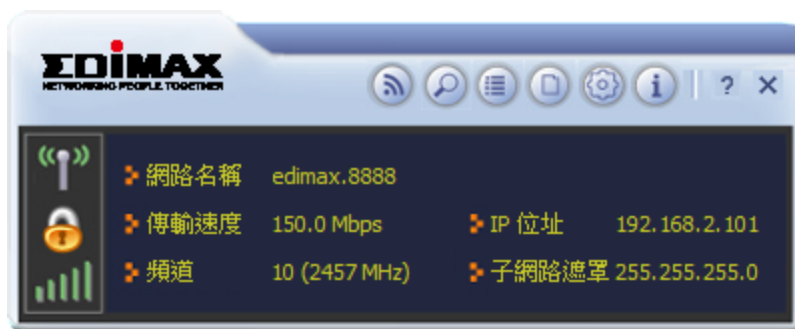 EDIMAX
NETWORKING PEOPLE TOGETHER
i ?
網路名稱 edimax.8888
傳輸速度 150.0 Mbps IP 位址 192.168.2.101
頻道 10 (2457 MHz) 子網路遮罩 255.255.255.0